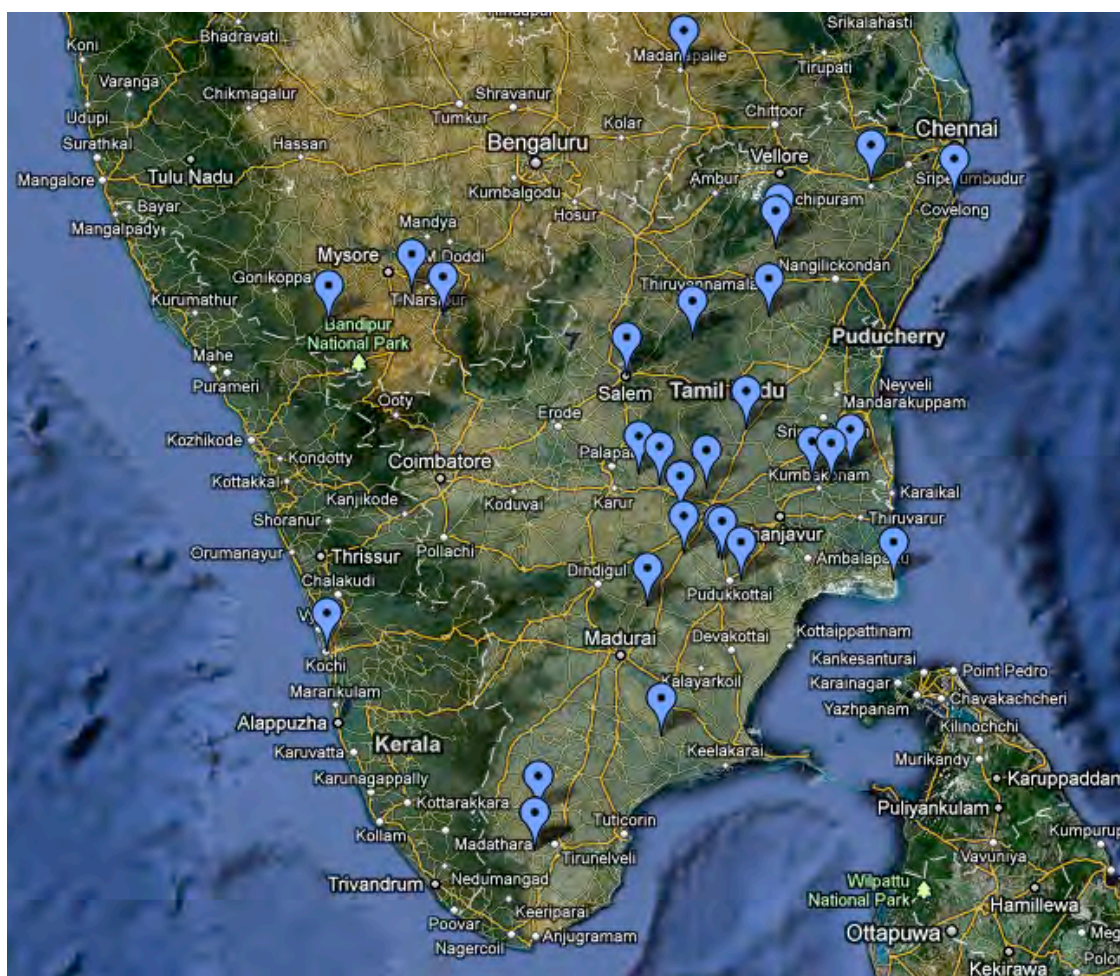 Koni
Bhadravati
Srikalahasti
Madanapalle
Tirupati
Varanga
Chikmagalur
Shravanur
Tumkur
Kolar
Chittoor
Udupi
Chennai
Surathkal
Hassan
Bengaluru
Vellore
Mangalore
Tulu Nadu
Kumbalgodu
Ambur
Covelong
Bayar
Hosur
Mangalpady
Mandya
M.Doddi
Mysore
Nangilickondan
Gonikoppal
Kurumathur
Bandipur
National Park
Puducherry
Mahe
Purameri
Salem
Neyveli
Mandarakuppam
Ooty
Erode
Kozhikode
Kondotty
Coimbatore
Kumbakonam
Kottakkal
Kanjikode
Koduvai
Karur
Karaikal
Shoranur
Thiruvarur
Orumanayur
Pollachi
Thrissur
Dindigul
Chalakudi
Pudukkottai
Kottaippattinam
Madurai
Devakottai
Kochi
Kankesanturai
Point Pedro
Kalayarkoil
Karainagar
Chavakachcheri
Marankulam
Yazhpanam
Alappuzha
Kilinochchi
Karuvatta
Kerala
Keelakarai
Murikandy
Karunagappally
Karuppaddan
Kottarakkara
Puliyankulam
Kollam
Madathara
Tuticorin
Tirunelveli
Vavuniya
Trivandrum
Nedumangad
Wilpattu
National Park
Hamillewa
Poovar
Keeriparai
Nagercoil
Anjugramam
Ottapuwa
Kekirawa